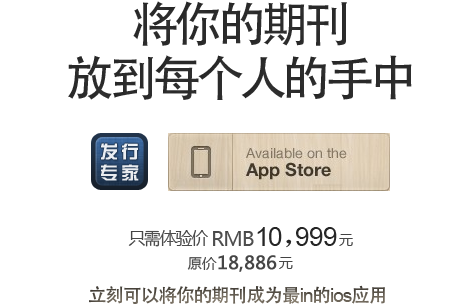 将你的期刊
放到每个人的手中
发行
专家
Available on the
App Store
只需体验价 RMB10,999元
原价18,886元
立刻可以将你的期刊成为最in的ios应用